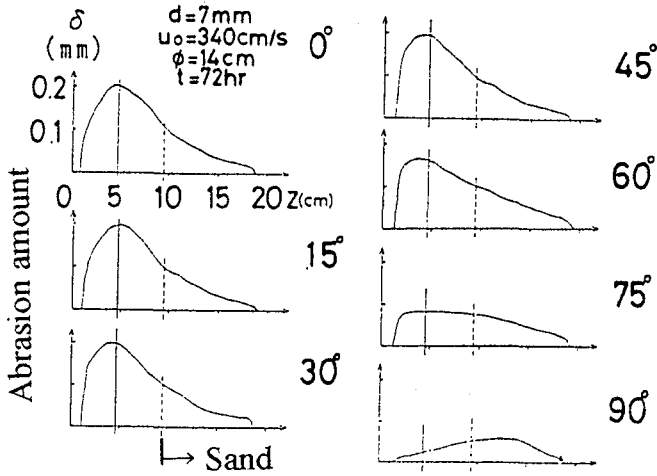 δ
(mm)
d=7mm
u₀=340cm/s
φ=14cm
t=72hr
0°
0.2
0.1
0 5 10 15 20 Z(cm)
15°
30°
Abrasion amount
Sand
45°
60°
75°
90°